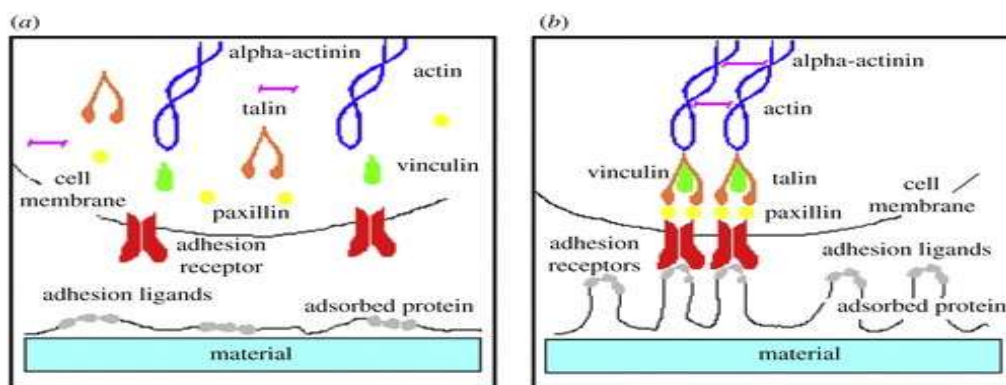 (a)
alpha-actinin
actin
talin
vinculin
cell
membrane
paxillin
adhesion
receptor
adhesion ligands
adsorbed protein
material
(b)
alpha-actinin
actin
vinculin
talin
cell
membrane
paxillin
adhesion
receptors
adhesion ligands
adsorbed protein
material